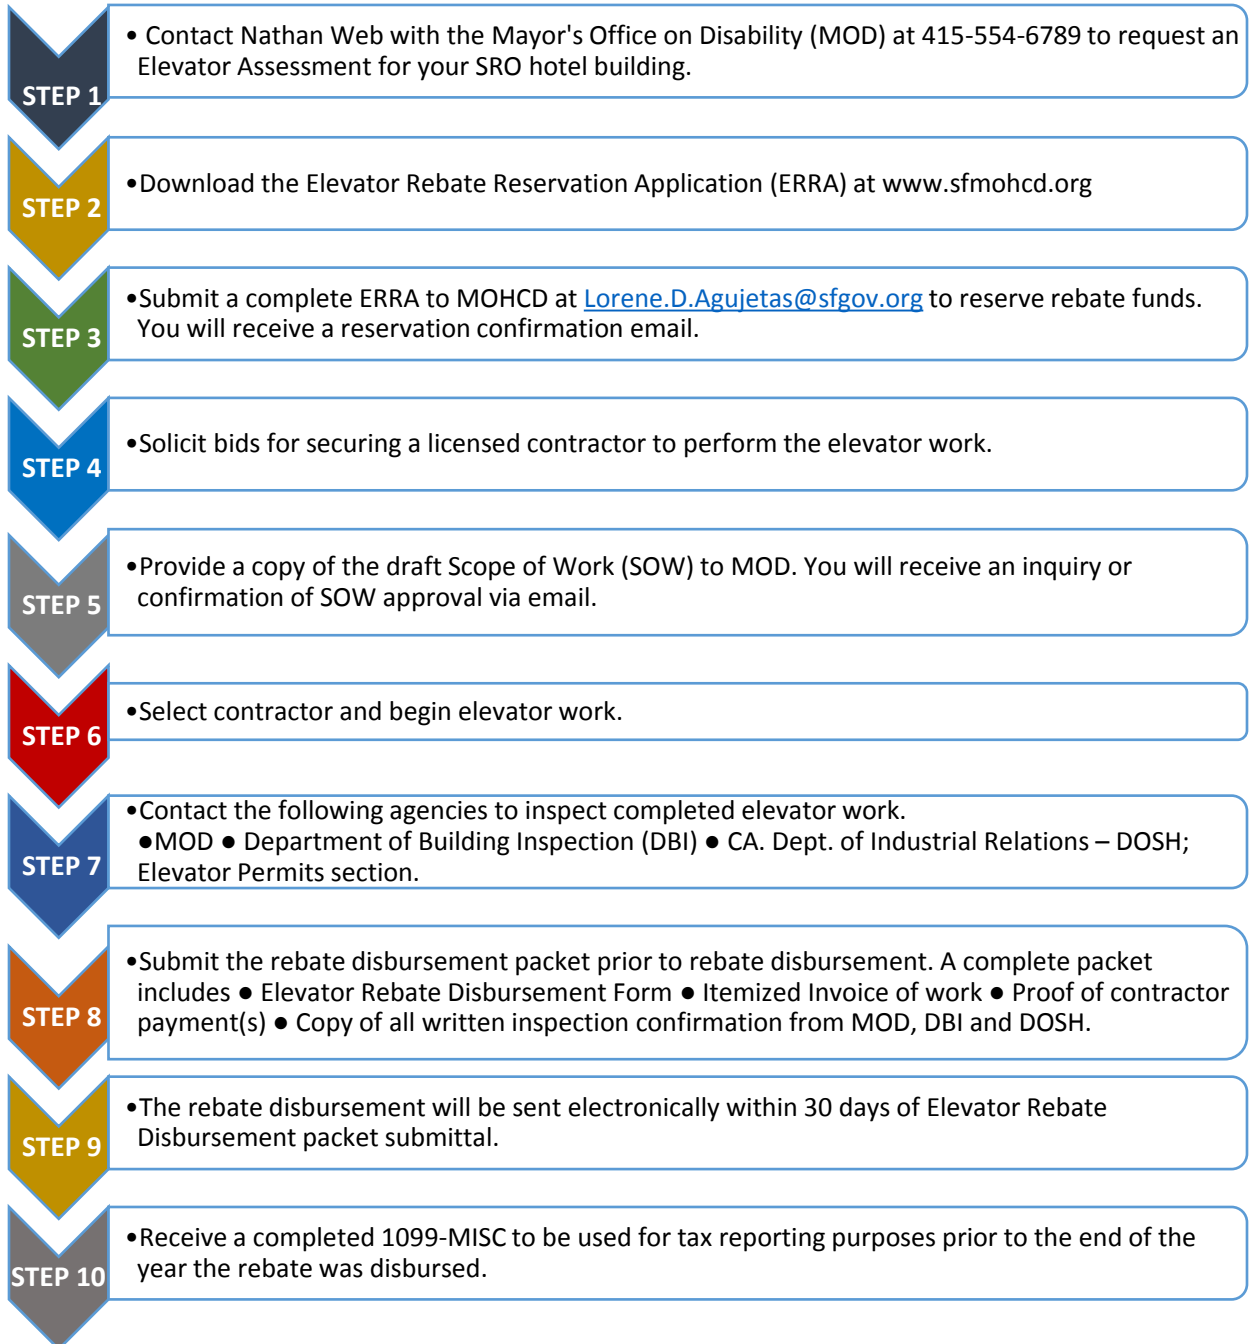 STEP 1
• Contact Nathan Web with the Mayor's Office on Disability (MOD) at 415-554-6789 to request an
Elevator Assessment for your SRO hotel building.
STEP 2
•Download the Elevator Rebate Reservation Application (ERRA) at www.sfmohcd.org
STEP 3
•Submit a complete ERRA to MOHCD at Lorene.D.Agujetas@sfgov.org to reserve rebate funds.
You will receive a reservation confirmation email.
STEP 4
•Solicit bids for securing a licensed contractor to perform the elevator work.
STEP 5
•Provide a copy of the draft Scope of Work (SOW) to MOD. You will receive an inquiry or
confirmation of SOW approval via email.
STEP 6
•Select contractor and begin elevator work.
STEP 7
•Contact the following agencies to inspect completed elevator work.
●MOD ● Department of Building Inspection (DBI) ● CA. Dept. of Industrial Relations – DOSH;
Elevator Permits section.
STEP 8
•Submit the rebate disbursement packet prior to rebate disbursement. A complete packet
includes ● Elevator Rebate Disbursement Form ● Itemized Invoice of work ● Proof of contractor
payment(s) ● Copy of all written inspection confirmation from MOD, DBI and DOSH.
STEP 9
•The rebate disbursement will be sent electronically within 30 days of Elevator Rebate
Disbursement packet submittal.
STEP 10
•Receive a completed 1099-MISC to be used for tax reporting purposes prior to the end of the
year the rebate was disbursed.